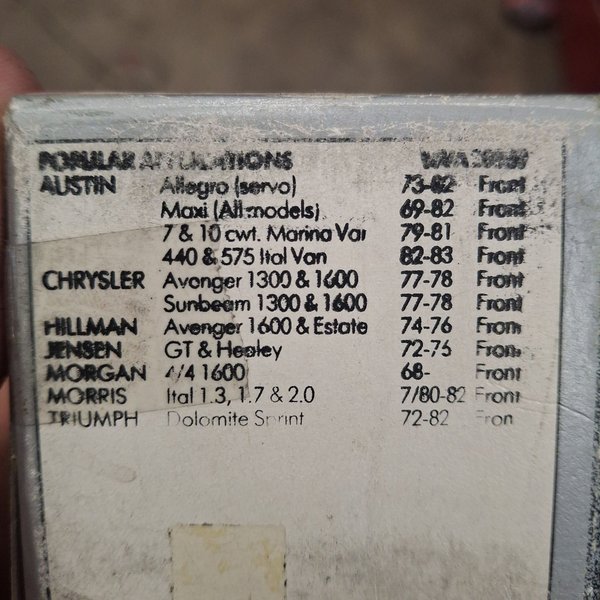 POPULAR APPLICATIONS
AUSTIN Allegro (servo) 73-82 Front
Maxi (All models) 69-82 Front
7 & 10 cwt. Marina Van 79-81 Front
440 & 575 Ital Van 82-83 Front
CHRYSLER Avenger 1300 & 1600 77-78 Front
Sunbeam 1300 & 1600 77-78 Front
HILLMAN Avenger 1600 & Estate 74-76 Front
JENSEN GT & Healey 72-75 Front
MORGAN 4/4 1600 68- Front
MORRIS Ital 1.3, 1.7 & 2.0 7/80-82 Front
TRIUMPH Dolomite Sprint 72-82 Front